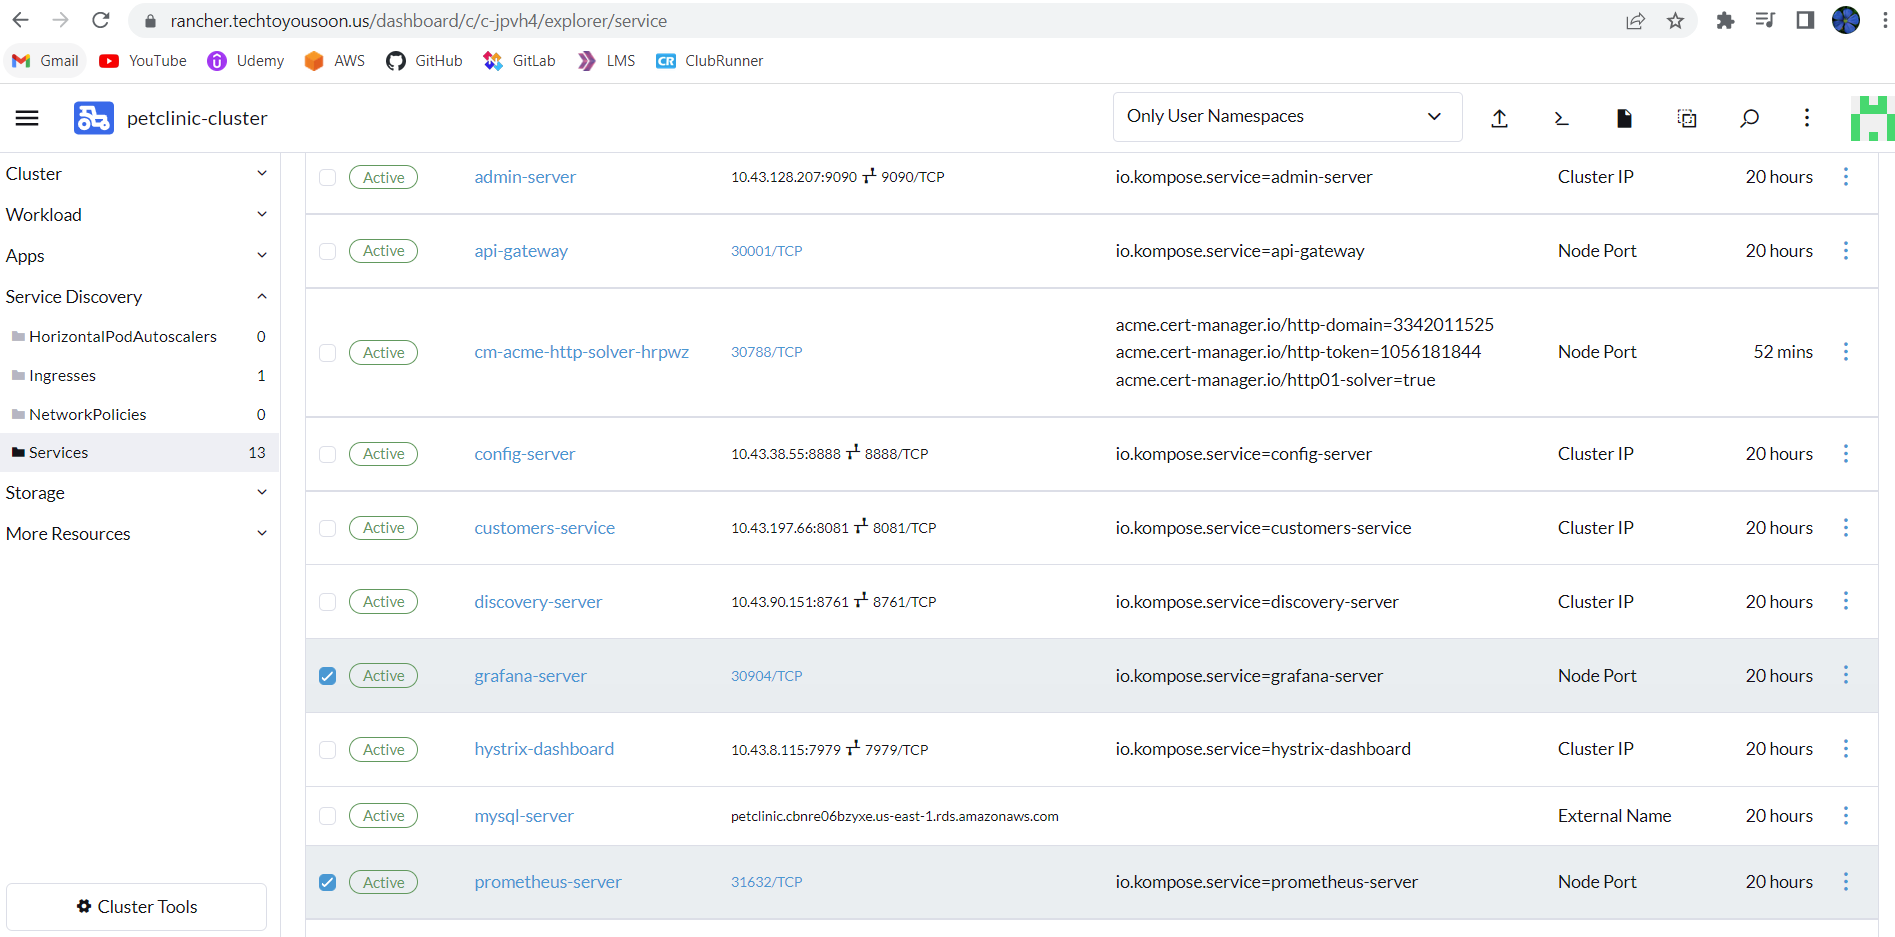 rancher.techtoyousoon.us/dashboard/c/c-jpvh4/explorer/service
Gmail YouTube Udemy AWS GitHub GitLab LMS CR ClubRunner
petclinic-cluster Only User Namespaces
Cluster
Workload
Apps
Service Discovery
HorizontalPodAutoscalers 0
Ingresses 1
NetworkPolicies 0
Services 13
Storage
More Resources
Cluster Tools
Active admin-server 10.43.128.207:9090 9090/TCP io.kompose.service=admin-server Cluster IP 20 hours
Active api-gateway 30001/TCP io.kompose.service=api-gateway Node Port 20 hours
acme.cert-manager.io/http-domain=3342011525
Active cm-acme-http-solver-hrpwz 30788/TCP acme.cert-manager.io/http-token=1056181844 Node Port 52 mins
acme.cert-manager.io/http01-solver=true
Active config-server 10.43.38.55:8888 8888/TCP io.kompose.service=config-server Cluster IP 20 hours
Active customers-service 10.43.197.66:8081 8081/TCP io.kompose.service=customers-service Cluster IP 20 hours
Active discovery-server 10.43.90.151:8761 8761/TCP io.kompose.service=discovery-server Cluster IP 20 hours
Active grafana-server 30904/TCP io.kompose.service=grafana-server Node Port 20 hours
Active hystrix-dashboard 10.43.8.115:7979 7979/TCP io.kompose.service=hystrix-dashboard Cluster IP 20 hours
Active mysql-server petclinic.cbnre06bzyxe.us-east-1.rds.amazonaws.com External Name 20 hours
Active prometheus-server 31632/TCP io.kompose.service=prometheus-server Node Port 20 hours